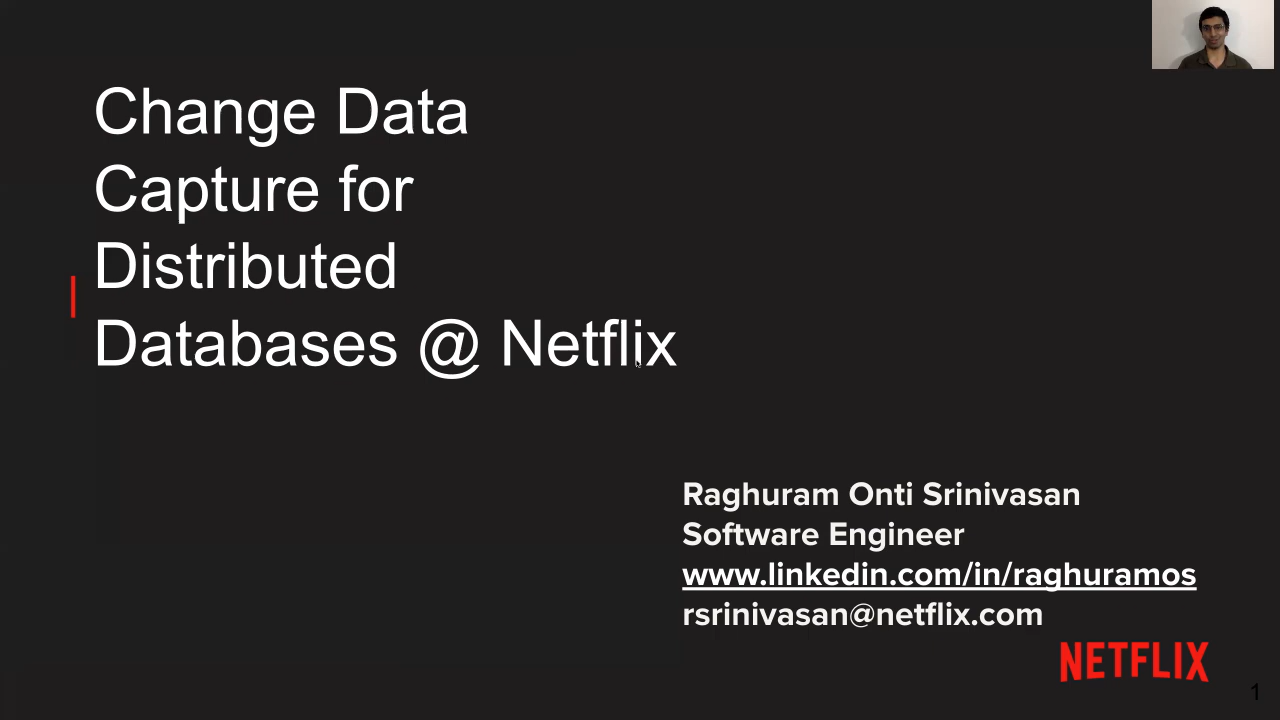 Change Data
Capture for
Distributed
Databases @ Netflix
Raghuram Onti Srinivasan
Software Engineer
www.linkedin.com/in/raghuramos
rsrinivasan@netflix.com
NETFLIX
1